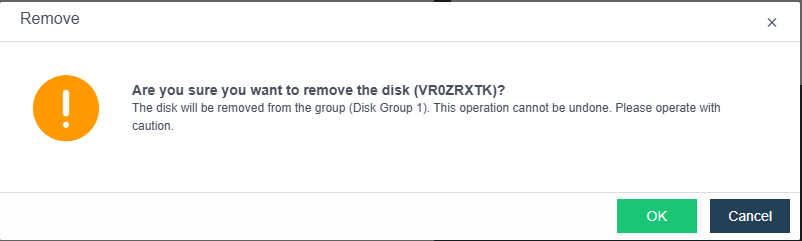 Remove
Are you sure you want to remove the disk (VR0ZRXTK)?
The disk will be removed from the group (Disk Group 1). This operation cannot be undone. Please operate with
caution.
OK
Cancel